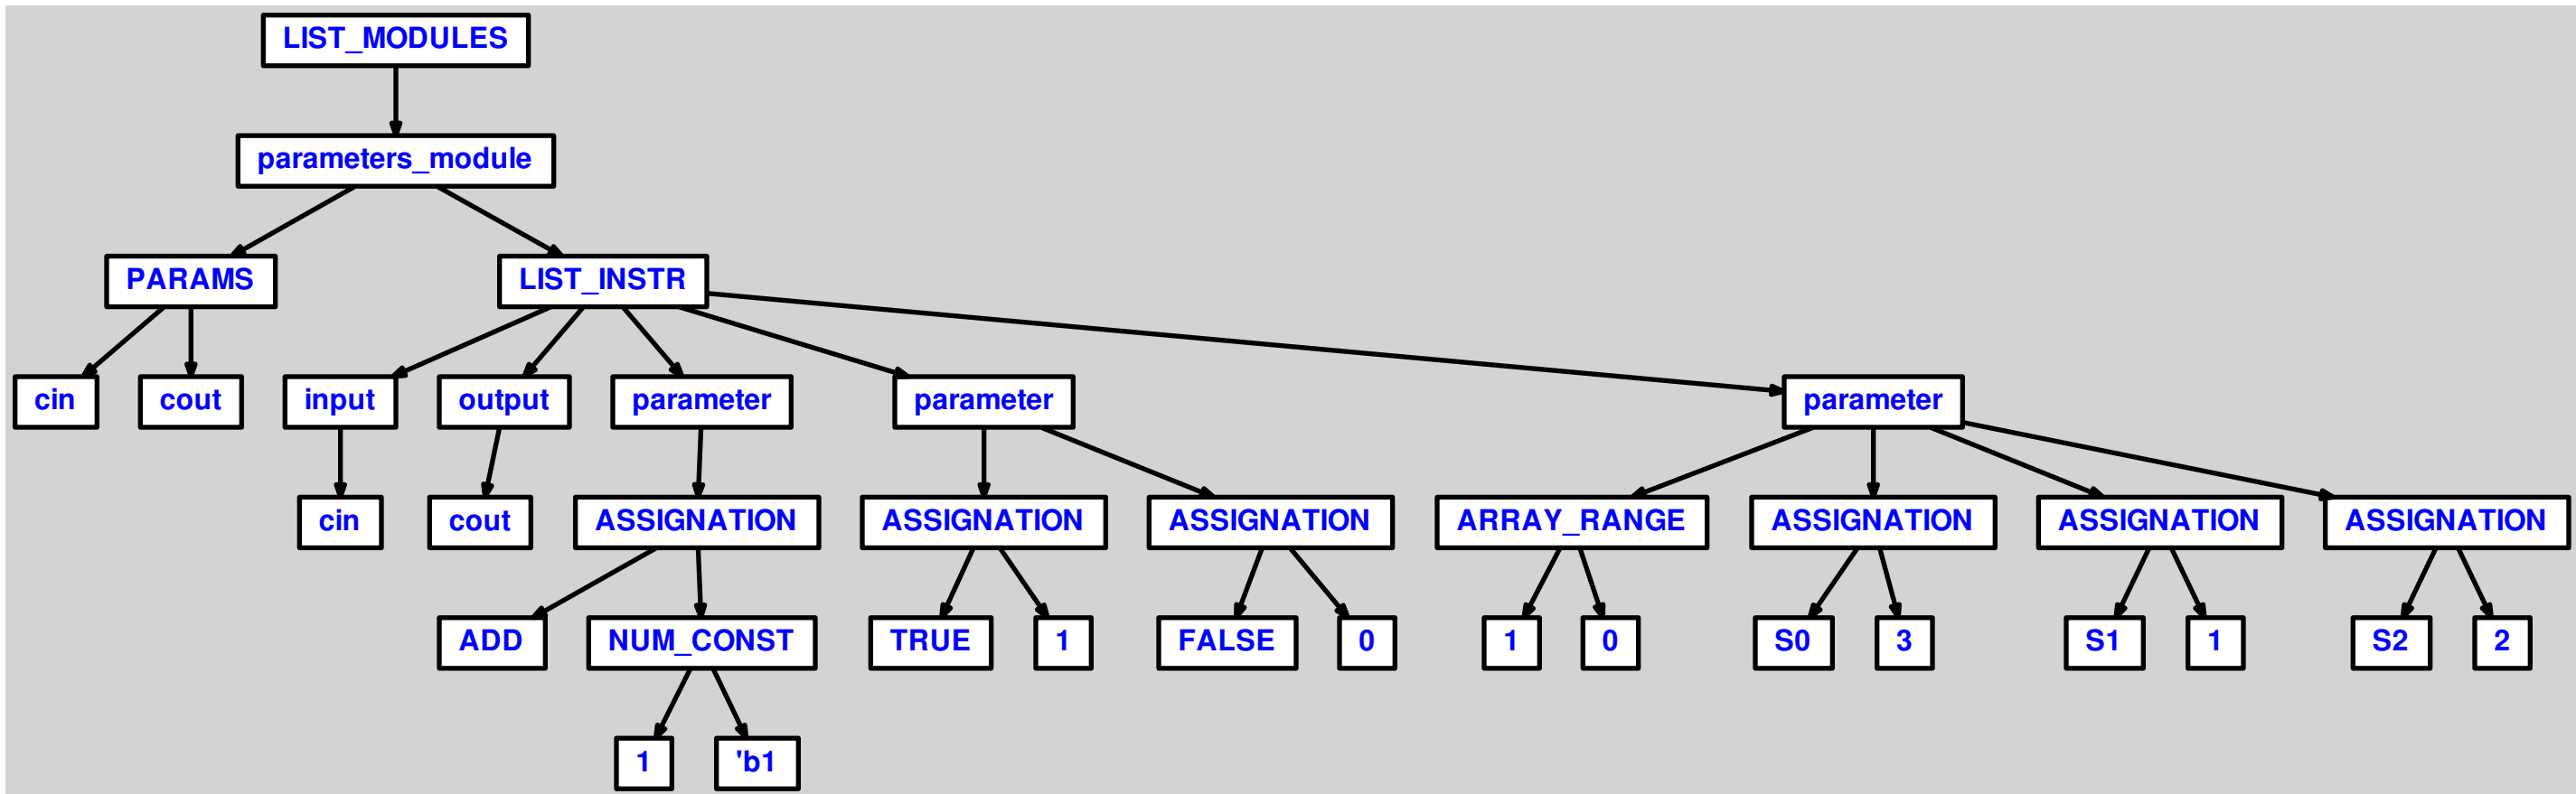 LIST_MODULES
parameters_module
PARAMS LIST_INSTR
cin cout input output parameter parameter parameter
cin cout ASSIGNATION ASSIGNATION ASSIGNATION ARRAY_RANGE ASSIGNATION ASSIGNATION ASSIGNATION
ADD NUM_CONST TRUE 1 FALSE 0 1 0 S0 3 S1 1 S2 2
1 'b1